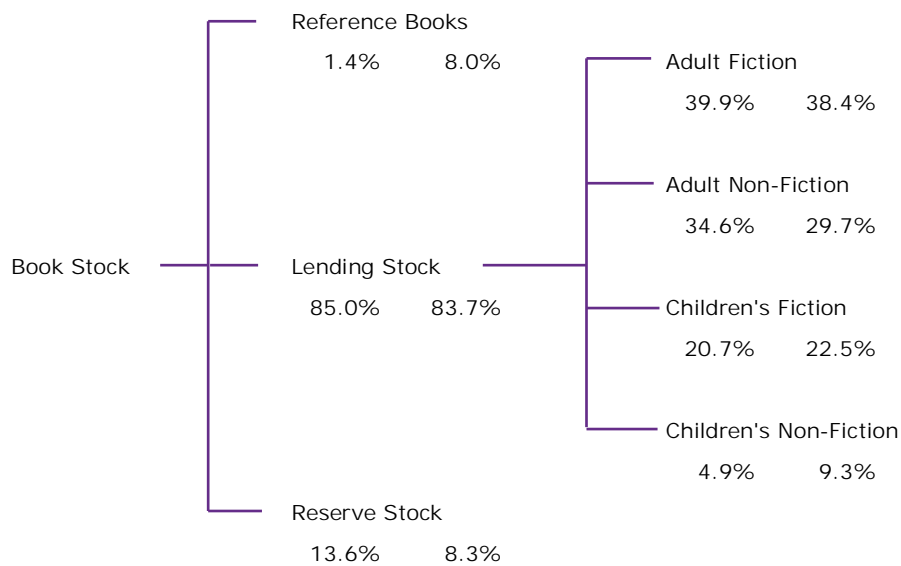 Reference Books
1.4% 8.0%
Adult Fiction
39.9% 38.4%
Adult Non-Fiction
34.6% 29.7%
Book Stock
Lending Stock
85.0% 83.7%
Children's Fiction
20.7% 22.5%
Children's Non-Fiction
4.9% 9.3%
Reserve Stock
13.6% 8.3%